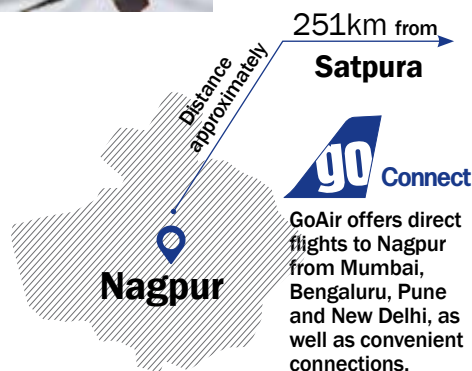 251km from
Satpura
Distance
approximately
Nagpur
go Connect
GoAir offers direct
flights to Nagpur
from Mumbai,
Bengaluru, Pune
and New Delhi, as
well as convenient
connections.